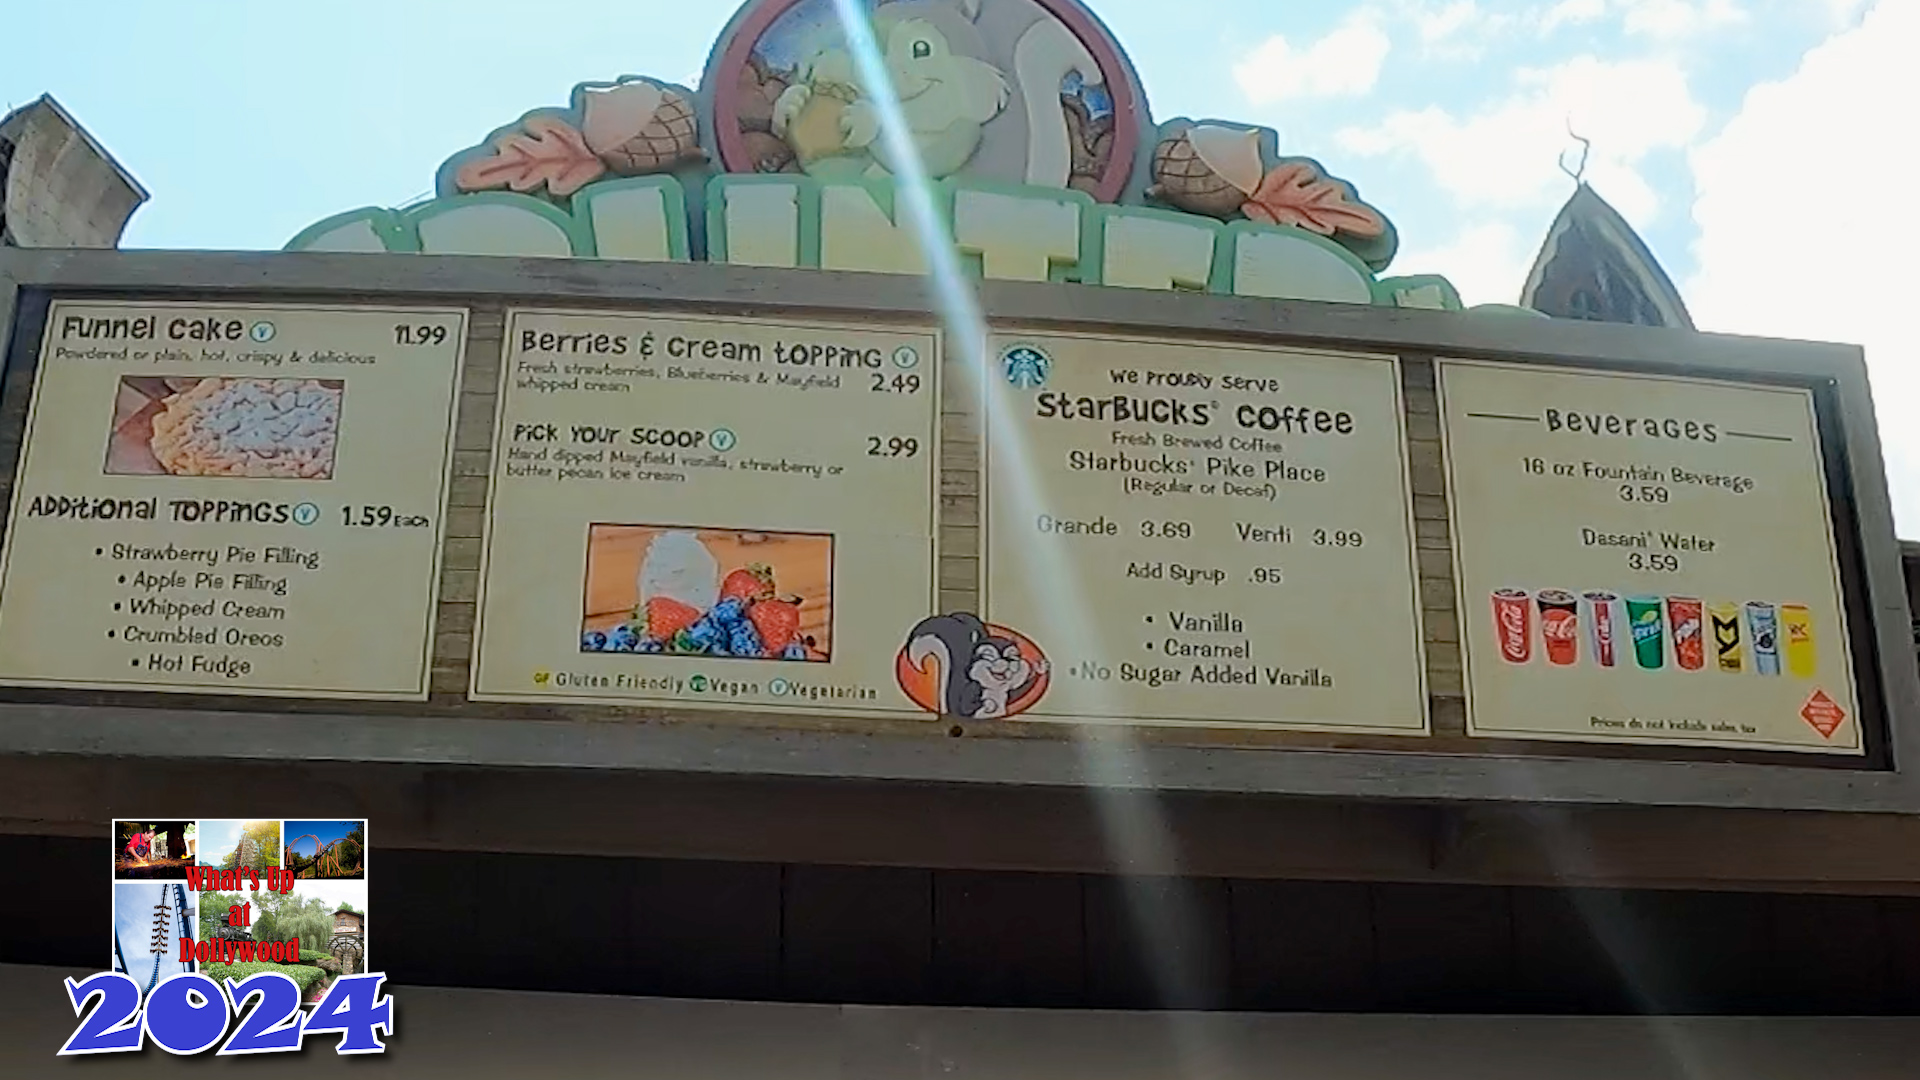 Funnel Cake V 11.99
Powdered or plain, hot, crispy & delicious
Additional Toppings V 1.59 Each
• Strawberry Pie Filling
• Apple Pie Filling
• Whipped Cream
• Crumbled Oreos
• Hot Fudge
Berries & Cream Topping V
Fresh strawberries, Blueberries & Mayfield 2.49
whipped cream
Pick Your Scoop V 2.99
Hand dipped Mayfield vanilla, strawberry or
butter pecan ice cream
GF Gluten Friendly VG Vegan V Vegetarian
We Proudly Serve
Starbucks® Coffee
Fresh Brewed Coffee
Starbucks® Pike Place
(Regular or Decaf)
Grande 3.69 Venti 3.99
Add Syrup .95
• Vanilla
• Caramel
• No Sugar Added Vanilla
Beverages
16 oz Fountain Beverage
3.59
Dasani® Water
3.59
Prices do not include sales tax
What's Up
at
Dollywood
2024